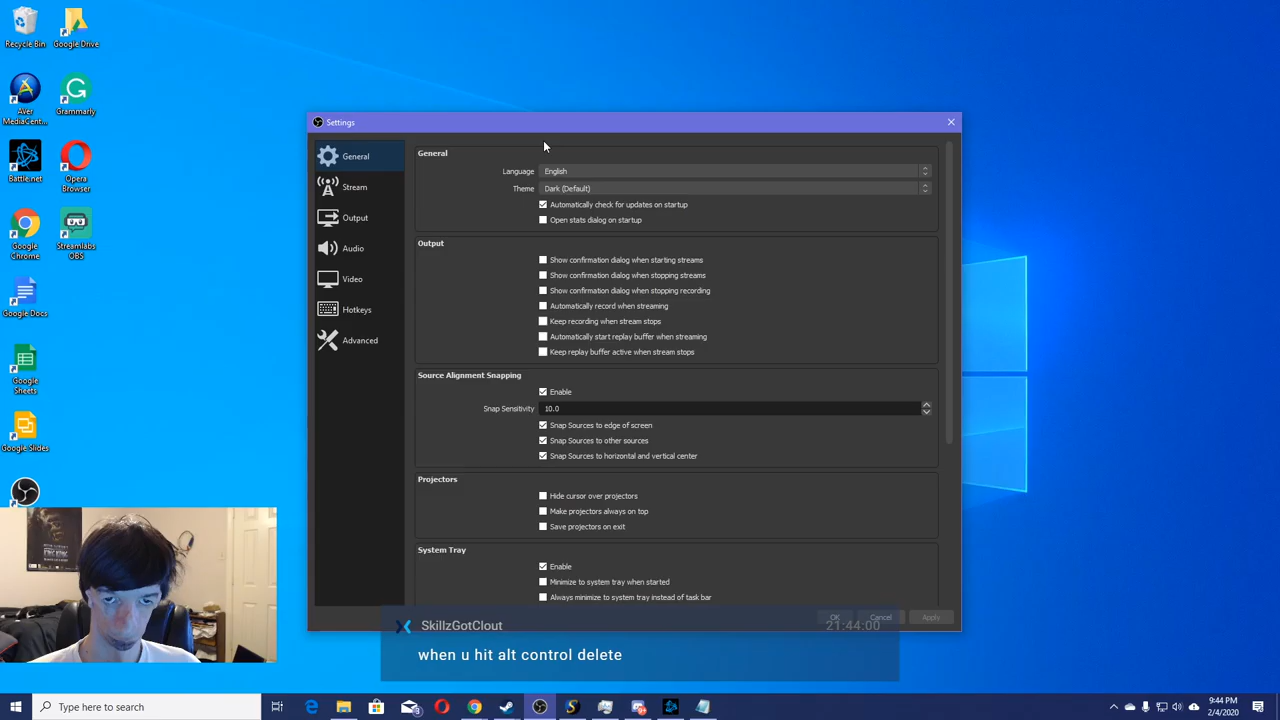 Recycle Bin
Google Drive
AVer MediaCent...
Grammarly
Battle.net
Opera Browser
Google Chrome
Streamlabs OBS
Google Docs
Google Sheets
Google Slides
Settings
General
Stream
Output
Audio
Video
Hotkeys
Advanced
General
Language English
Theme Dark (Default)
Automatically check for updates on startup
Open stats dialog on startup
Output
Show confirmation dialog when starting streams
Show confirmation dialog when stopping streams
Show confirmation dialog when stopping recording
Automatically record when streaming
Keep recording when stream stops
Automatically start replay buffer when streaming
Keep replay buffer active when stream stops
Source Alignment Snapping
Enable
Snap Sensitivity 10.0
Snap Sources to edge of screen
Snap Sources to other sources
Snap Sources to horizontal and vertical center
Projectors
Hide cursor over projectors
Make projectors always on top
Save projectors on exit
System Tray
Enable
Minimize to system tray when started
Always minimize to system tray instead of task bar
OK Cancel Apply
SkillzGotClout 21:44:00
when u hit alt control delete
KING KONG
Type here to search
3
9:44 PM
2/4/2020